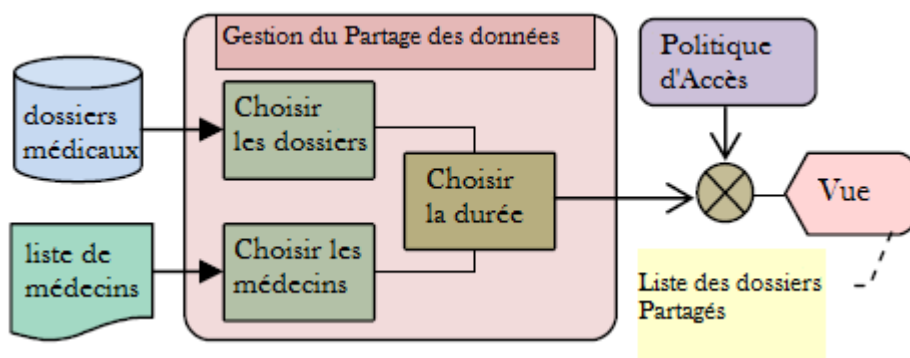 Gestion du Partage des données
dossiers
médicaux
Choisir
les dossiers
Choisir
la durée
liste de
médecins
Choisir les
médecins
Politique
d'Accès
Vue
Liste des dossiers
Partagés